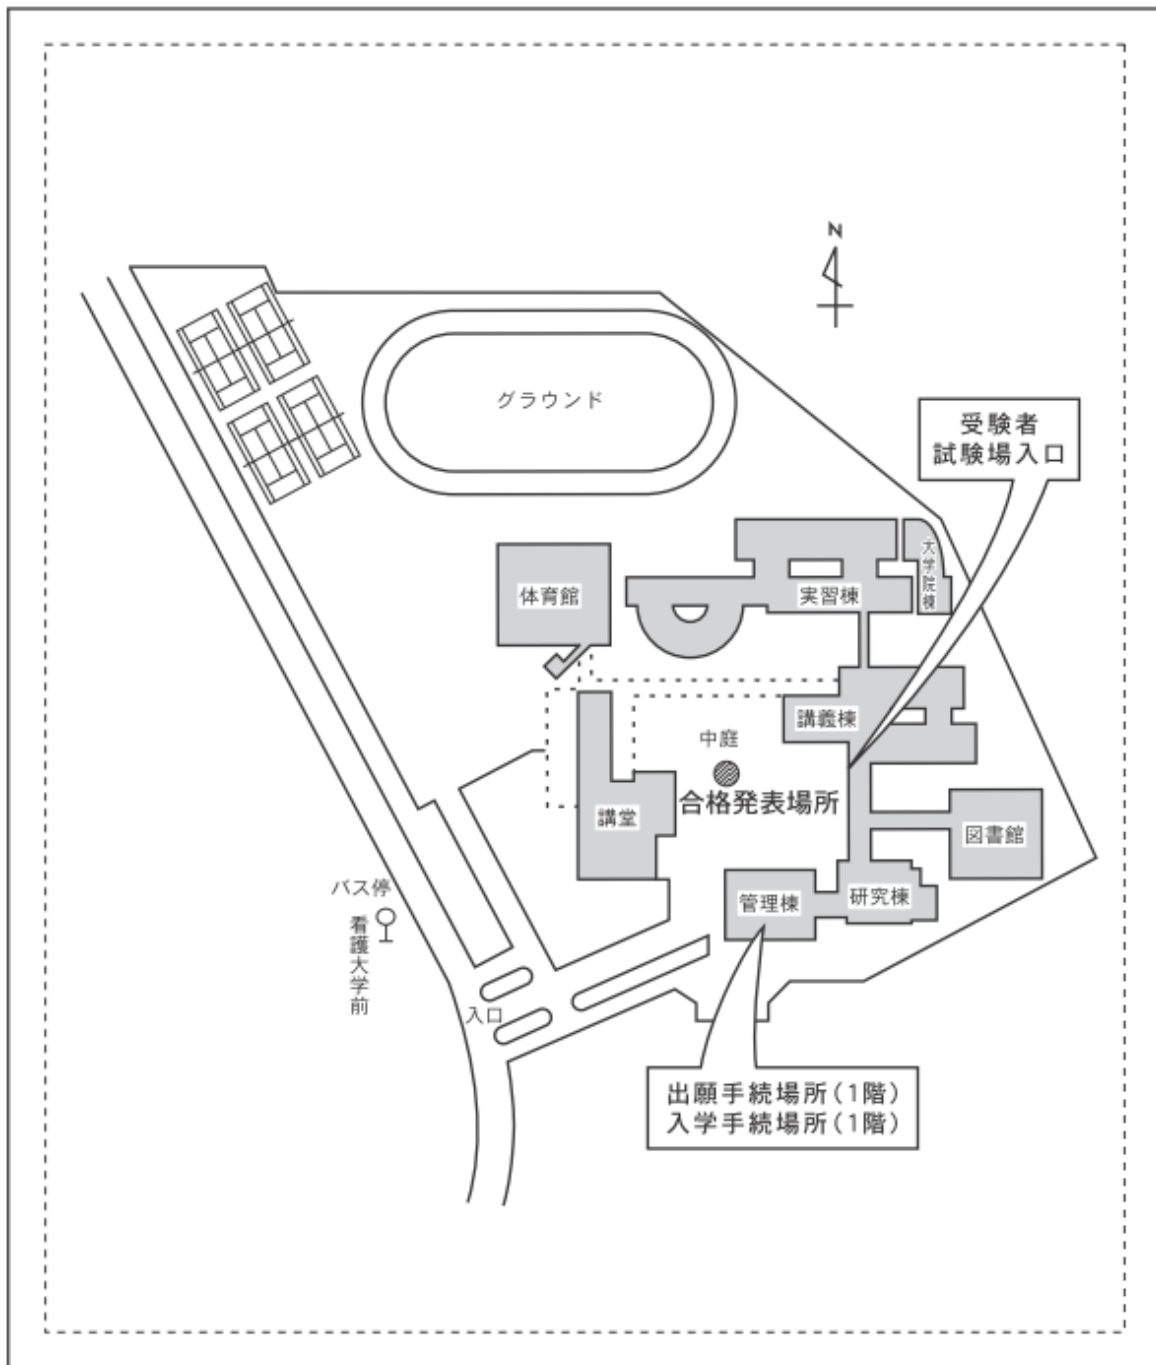 N
グラウンド
受験者
試験場入口
大学院棟
体育館
実習棟
講義棟
中庭
合格発表場所
講堂
図書館
バス停
看護大学前
管理棟
研究棟
入口
出願手続場所(1階)
入学手続場所(1階)